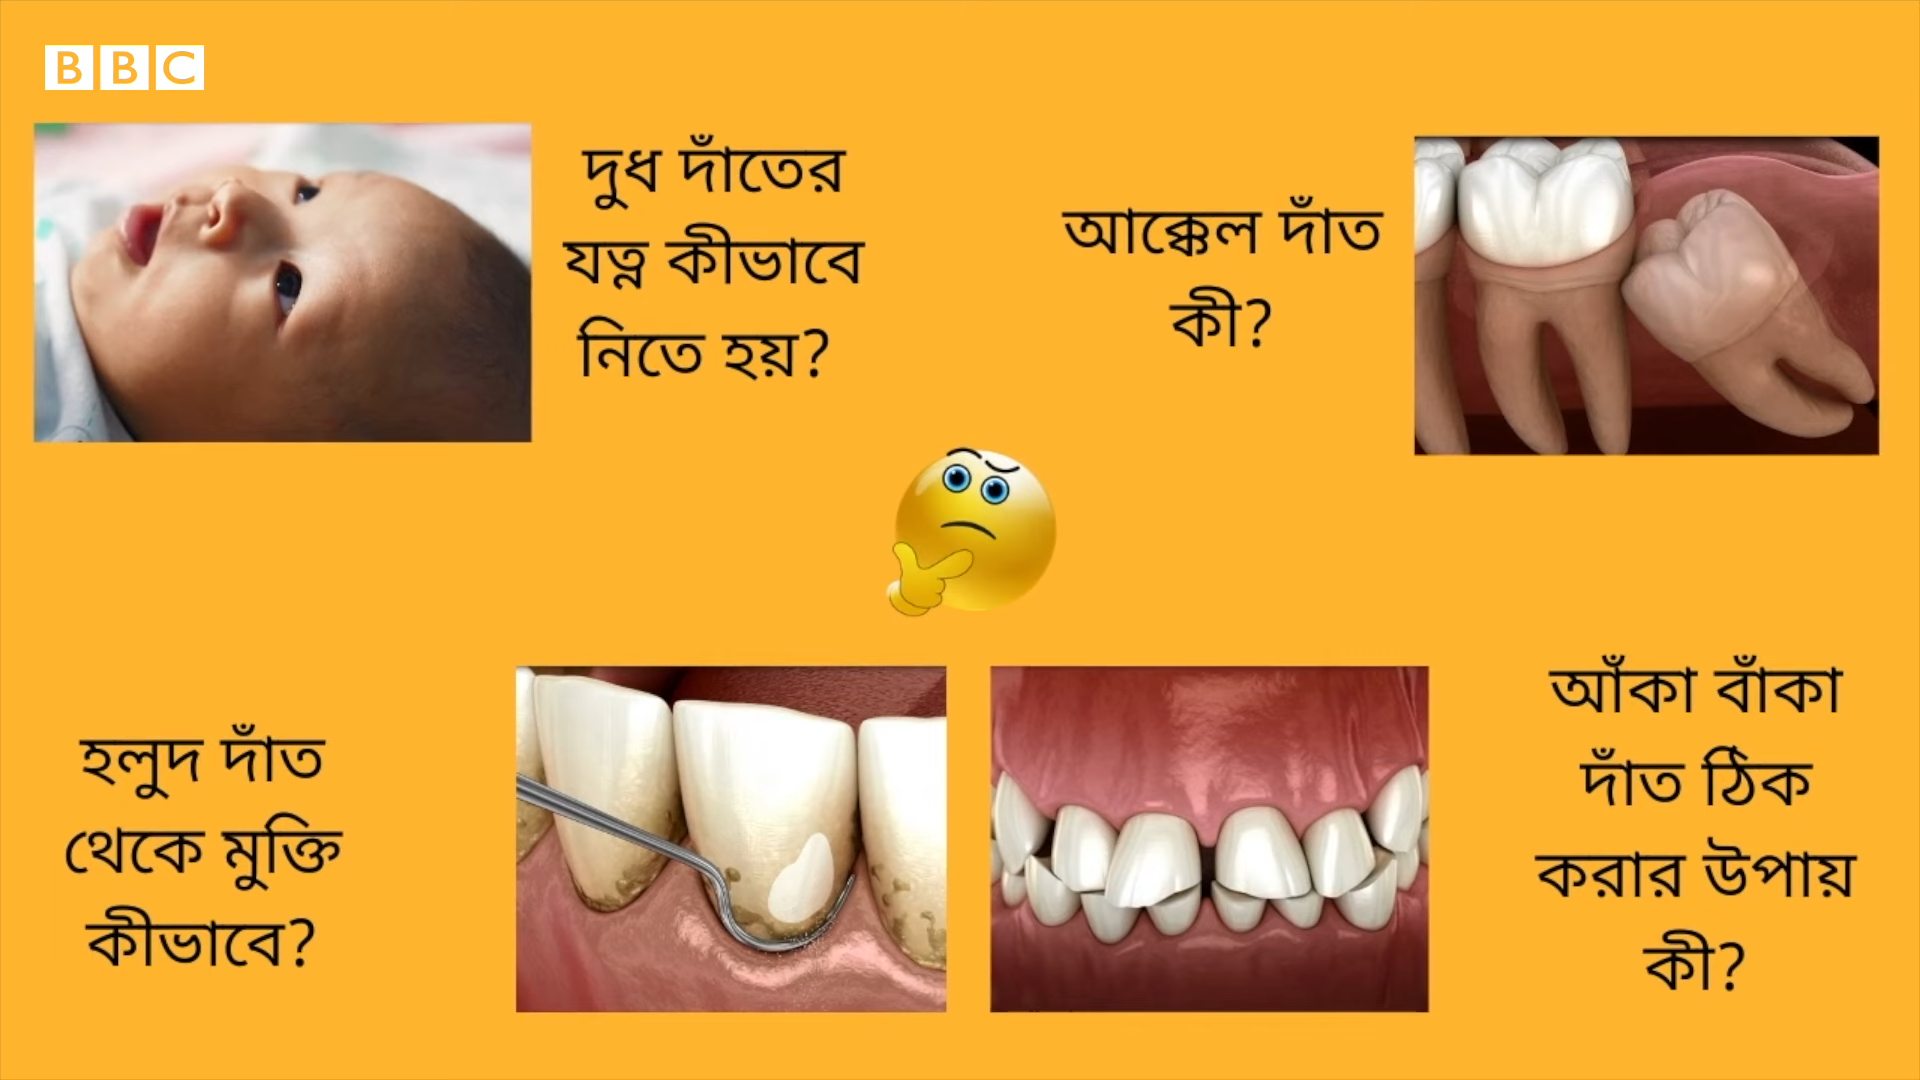 BBC
দুধ দাঁতের
যত্ন কীভাবে
নিতে হয়?
আক্কেল দাঁত
কী?
হলুদ দাঁত
থেকে মুক্তি
কীভাবে?
আঁকা বাঁকা
দাঁত ঠিক
করার উপায়
কী?